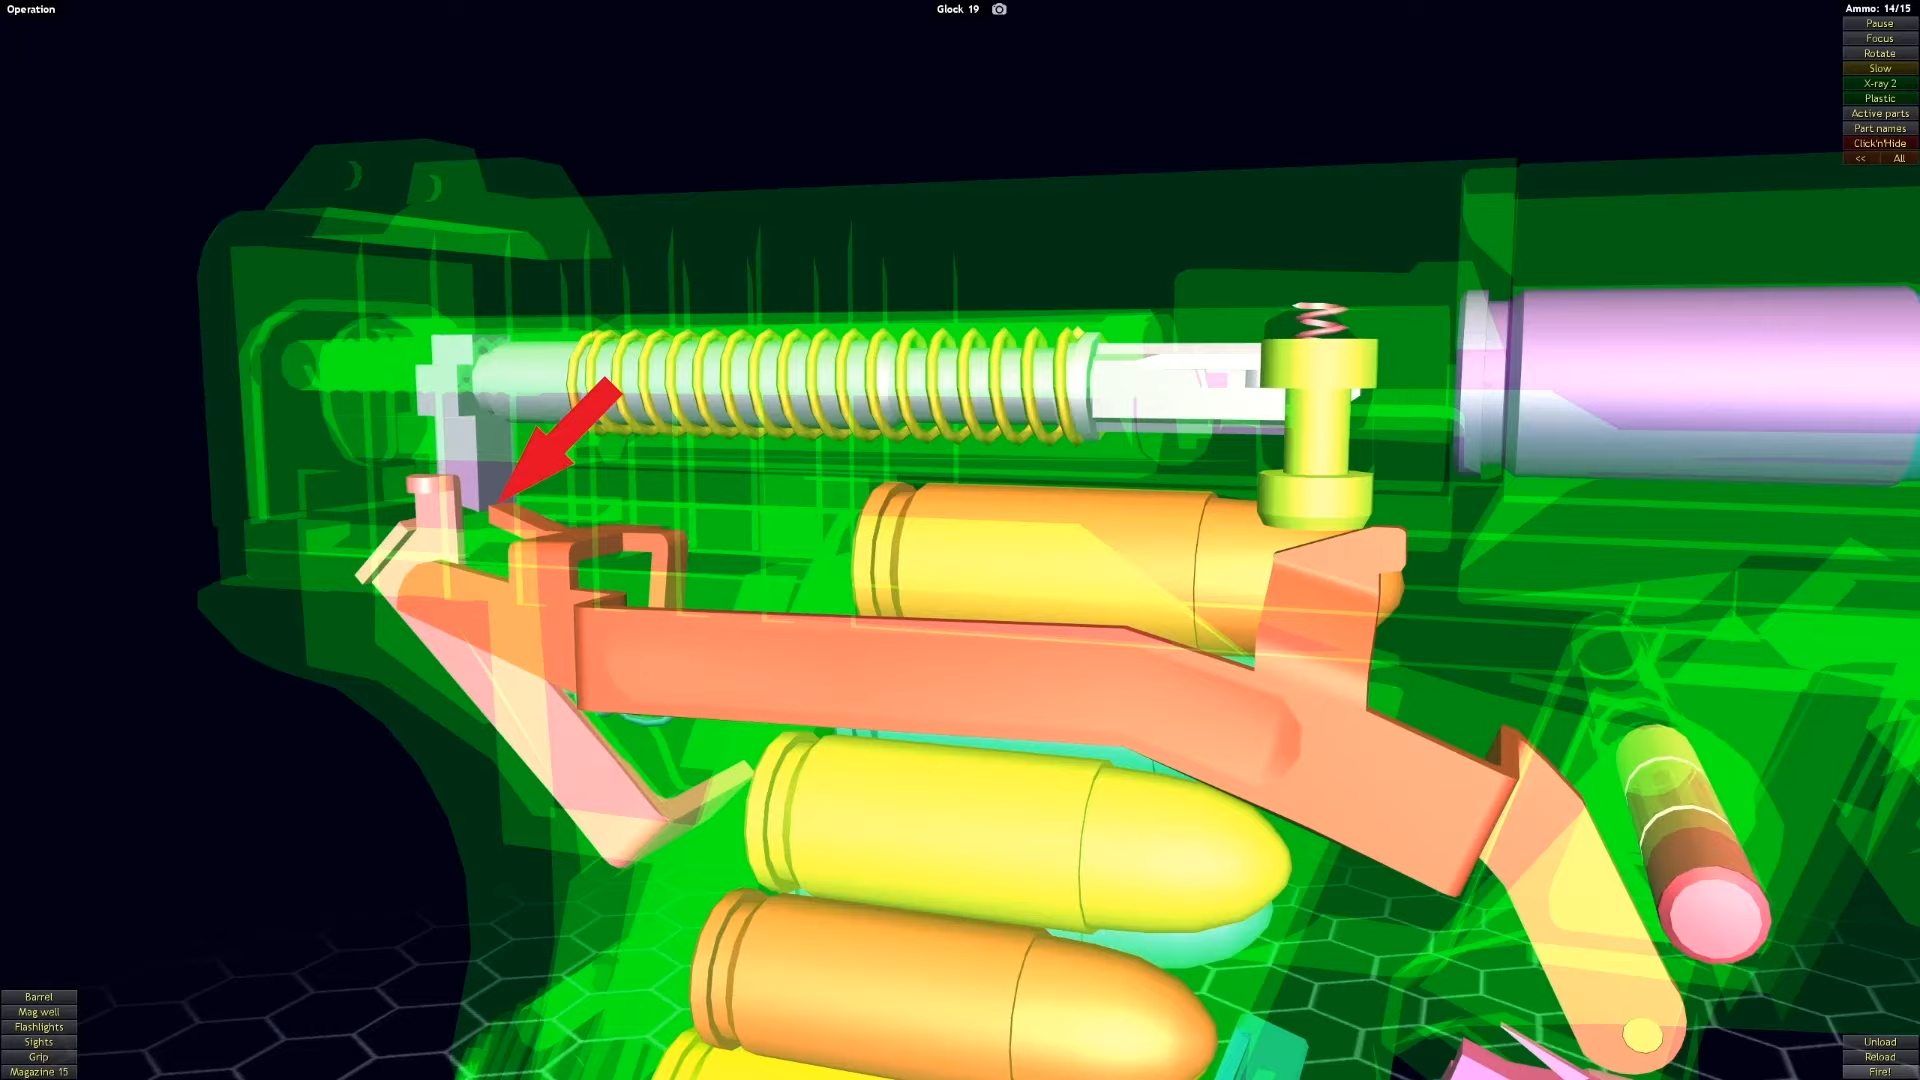 Operation
Glock 19
Ammo: 14/15
Pause
Focus
Rotate
Slow
X-ray 2
Plastic
Active parts
Part names
Click'n'Hide
<< All
Barrel
Mag well
Flashlights
Sights
Grip
Magazine 15
Unload
Reload
Fire!